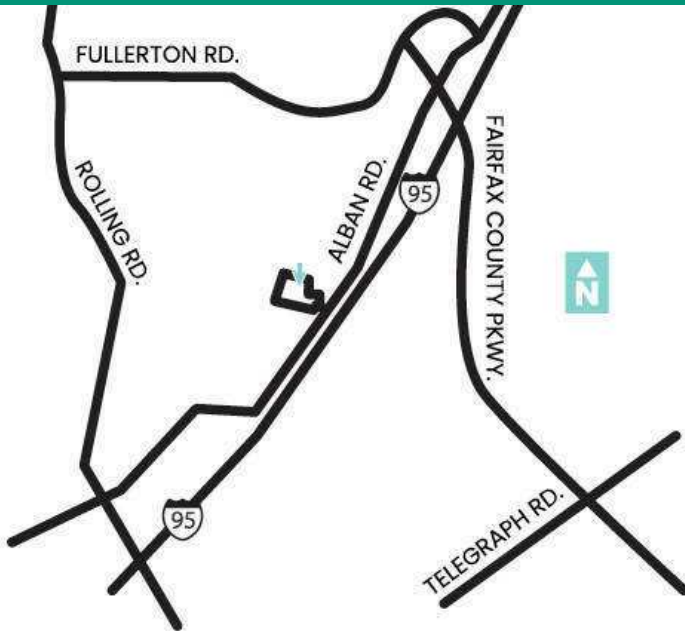 FULLERTON RD.
ROLLING RD.
ALBAN RD.
95
FAIRFAX COUNTY PKWY.
N
95
TELEGRAPH RD.